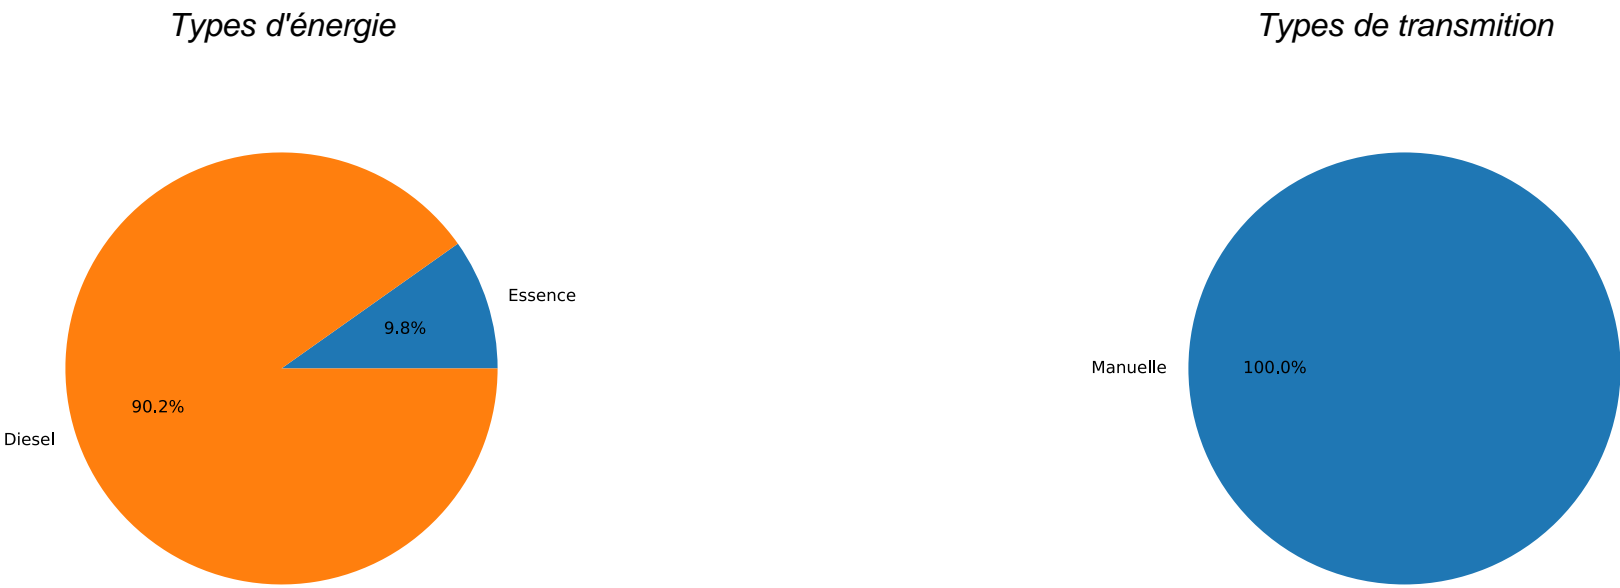 Types d'énergie
Types de transmition
Essence
9.8%
90.2%
Diesel
Manuelle
100.0%